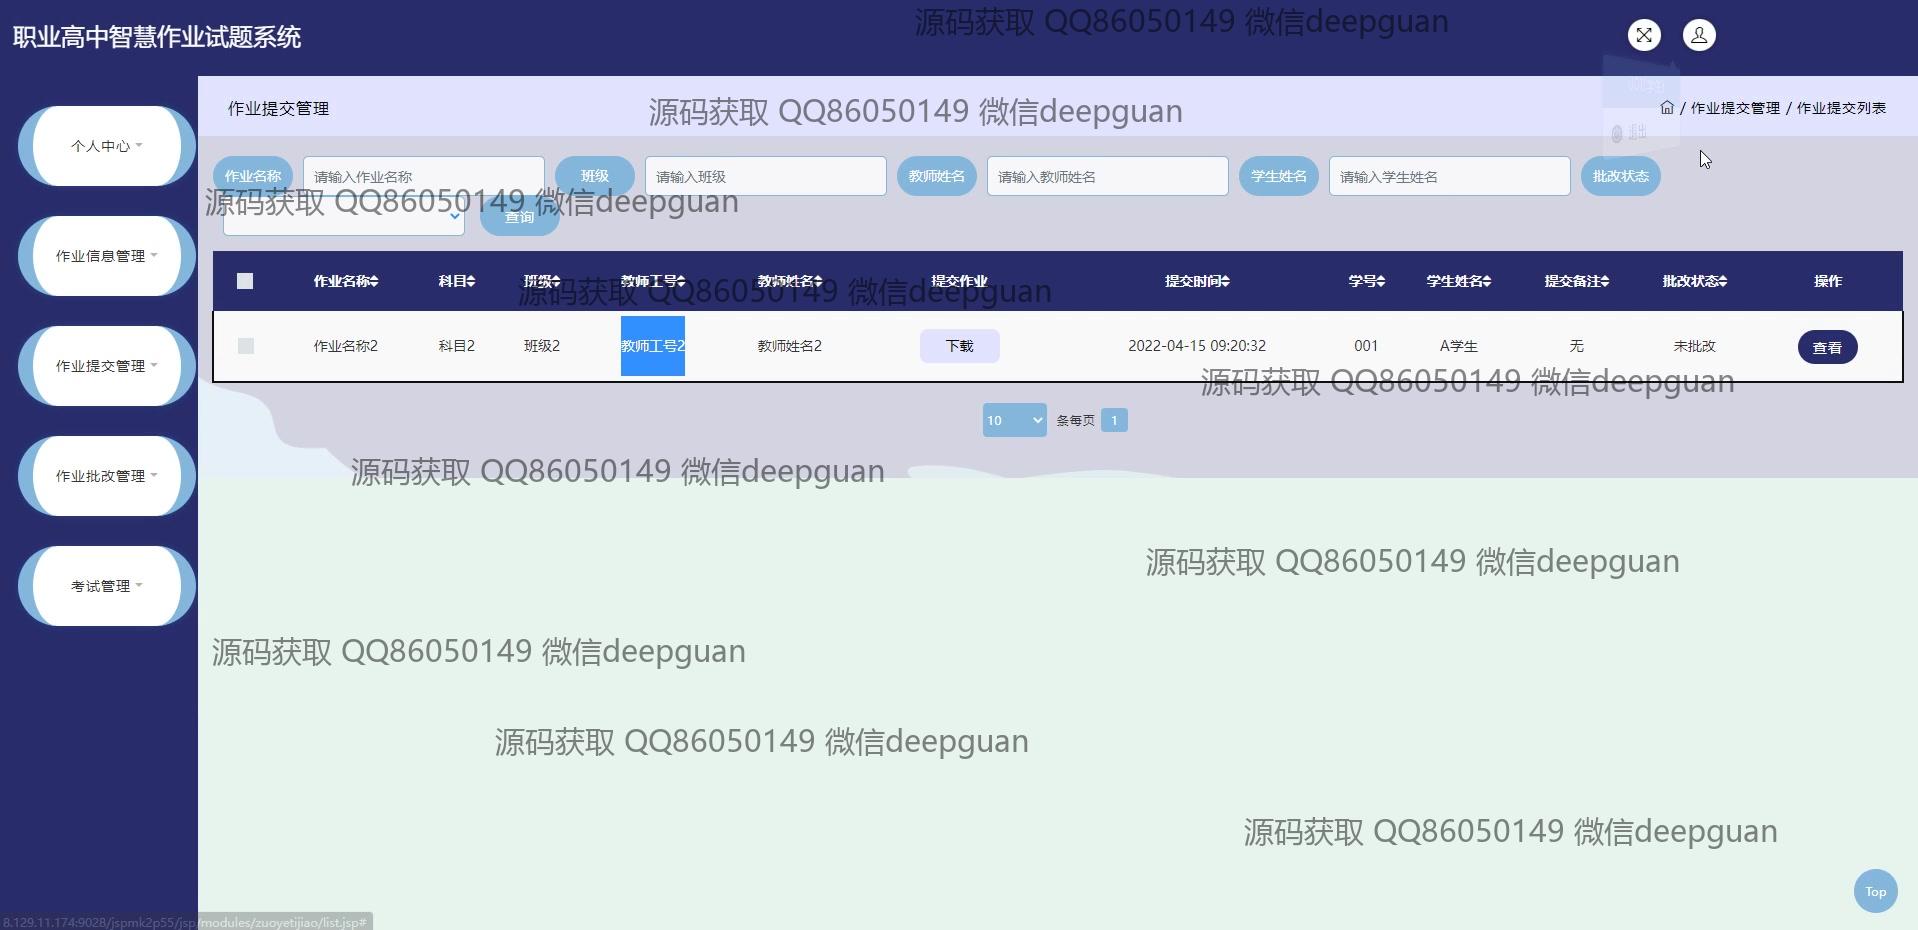 源码获取 QQ86050149 微信deepguan
职业高中智慧作业试题系统
个人中心
作业信息管理
作业提交管理
作业批改管理
考试管理
作业提交管理
源码获取 QQ86050149 微信deepguan
/ 作业提交管理 / 作业提交列表
退出
作业名称 请输入作业名称 班级 请输入班级 教师姓名 请输入教师姓名 学生姓名 请输入学生姓名 批改状态
源码获取 QQ86050149 微信deepguan
查询
作业名称 科目 班级 教师工号 教师姓名 提交作业 提交时间 学号 学生姓名 提交备注 批改状态 操作
源码获取 QQ86050149 微信deepguan
作业名称2 科目2 班级2 教师工号2 教师姓名2 下载 2022-04-15 09:20:32 001 A学生 无 未批改 查看
源码获取 QQ86050149 微信deepguan
10 条每页 1
源码获取 QQ86050149 微信deepguan
源码获取 QQ86050149 微信deepguan
源码获取 QQ86050149 微信deepguan
源码获取 QQ86050149 微信deepguan
源码获取 QQ86050149 微信deepguan
Top
8.129.11.174:9028/jspmk2p55/jsp/modules/zuoyetijiao/list.jsp#